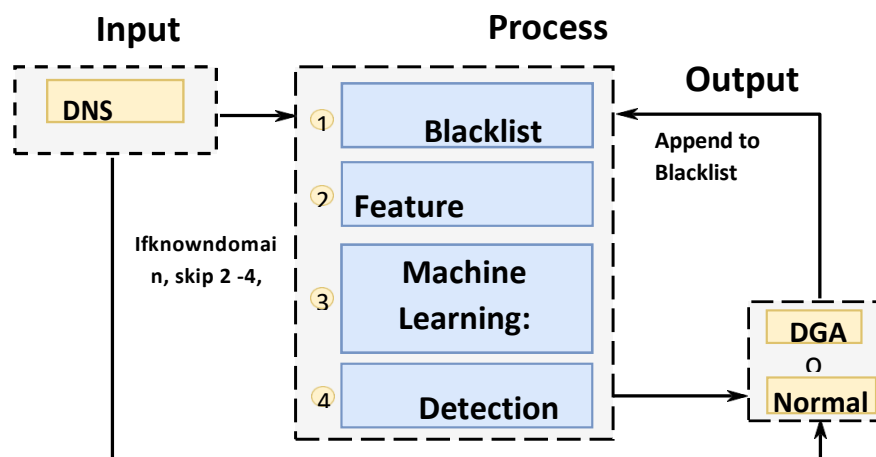 Input
Process
Output
DNS
1
Blacklist
Append to
Blacklist
2
Feature
Ifknowndomai
n, skip 2 -4,
3
Machine
Learning:
4
Detection
DGA
O
Normal